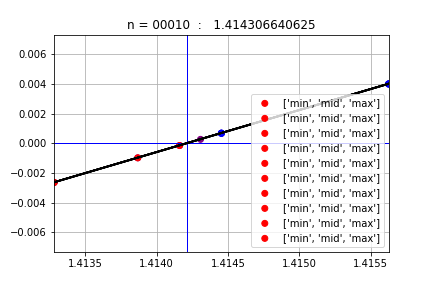 n = 00010  :   1.414306640625
0.006
0.004
0.002
0.000
−0.002
−0.004
−0.006
['min', 'mid', 'max']
['min', 'mid', 'max']
['min', 'mid', 'max']
['min', 'mid', 'max']
['min', 'mid', 'max']
['min', 'mid', 'max']
['min', 'mid', 'max']
['min', 'mid', 'max']
['min', 'mid', 'max']
['min', 'mid', 'max']
1.4135 1.4140 1.4145 1.4150 1.4155